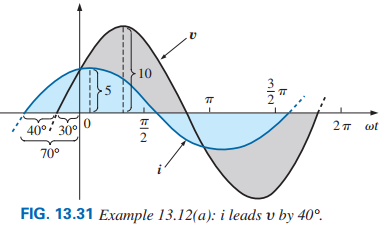 v
10
5
3/2 π
π
40° 30° 0
π/2
2π ωt
70°
i
FIG. 13.31 Example 13.12(a): i leads v by 40°.